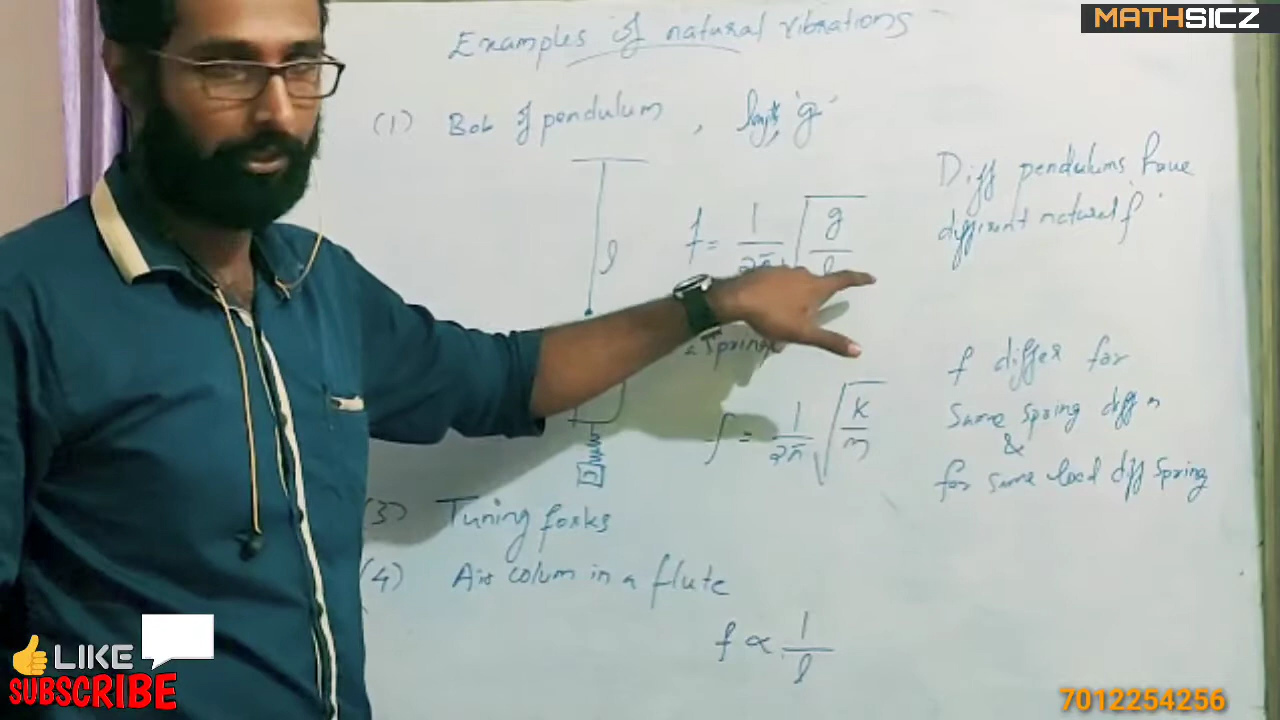 MATHSICZ
Examples of natural vibrations
(1) Bob of pendulum, 'g'
l
f = 1/2π √g/l
Diff pendulums have
different natural f
a spring
f = 1/2π √k/m
f differ for
Same spring diff m
&
for same load diff spring
(3) Tuning forks
(4) Air colum in a flute
f ∝ 1/l
LIKE
SUBSCRIBE
7012254256